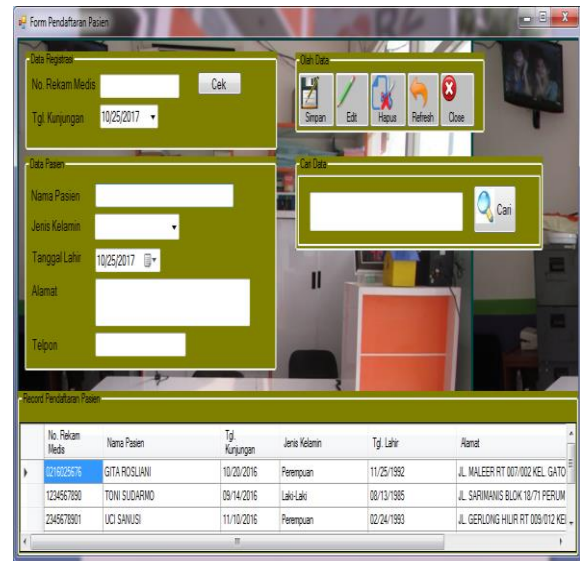 Form Pendaftaran Pasien
Data Registrasi
No. Rekam Medis
Cek
Tgl. Kunjungan 10/25/2017
Olah Data
Simpan Edit Hapus Refresh Close
Data Pasien
Nama Pasien
Jenis Kelamin
Tanggal Lahir 10/25/2017
Alamat
Telpon
Cari Data
Cari
Record Pendaftaran Pasien
No. Rekam Medis Nama Pasien Tgl. Kunjungan Jenis Kelamin Tgl. Lahir Alamat
0216025676 GITA ROSLIANI 10/20/2016 Perempuan 11/25/1992 JL. MALEER RT 007/002 KEL. GATO
1234567890 TONI SUDARMO 09/14/2016 Laki-Laki 08/13/1985 JL. SARIMANIS BLOK 18/71 PERUM
2345678901 UCI SANUSI 11/10/2016 Perempuan 02/24/1993 JL. GERLONG HILIR RT 009/012 KEL